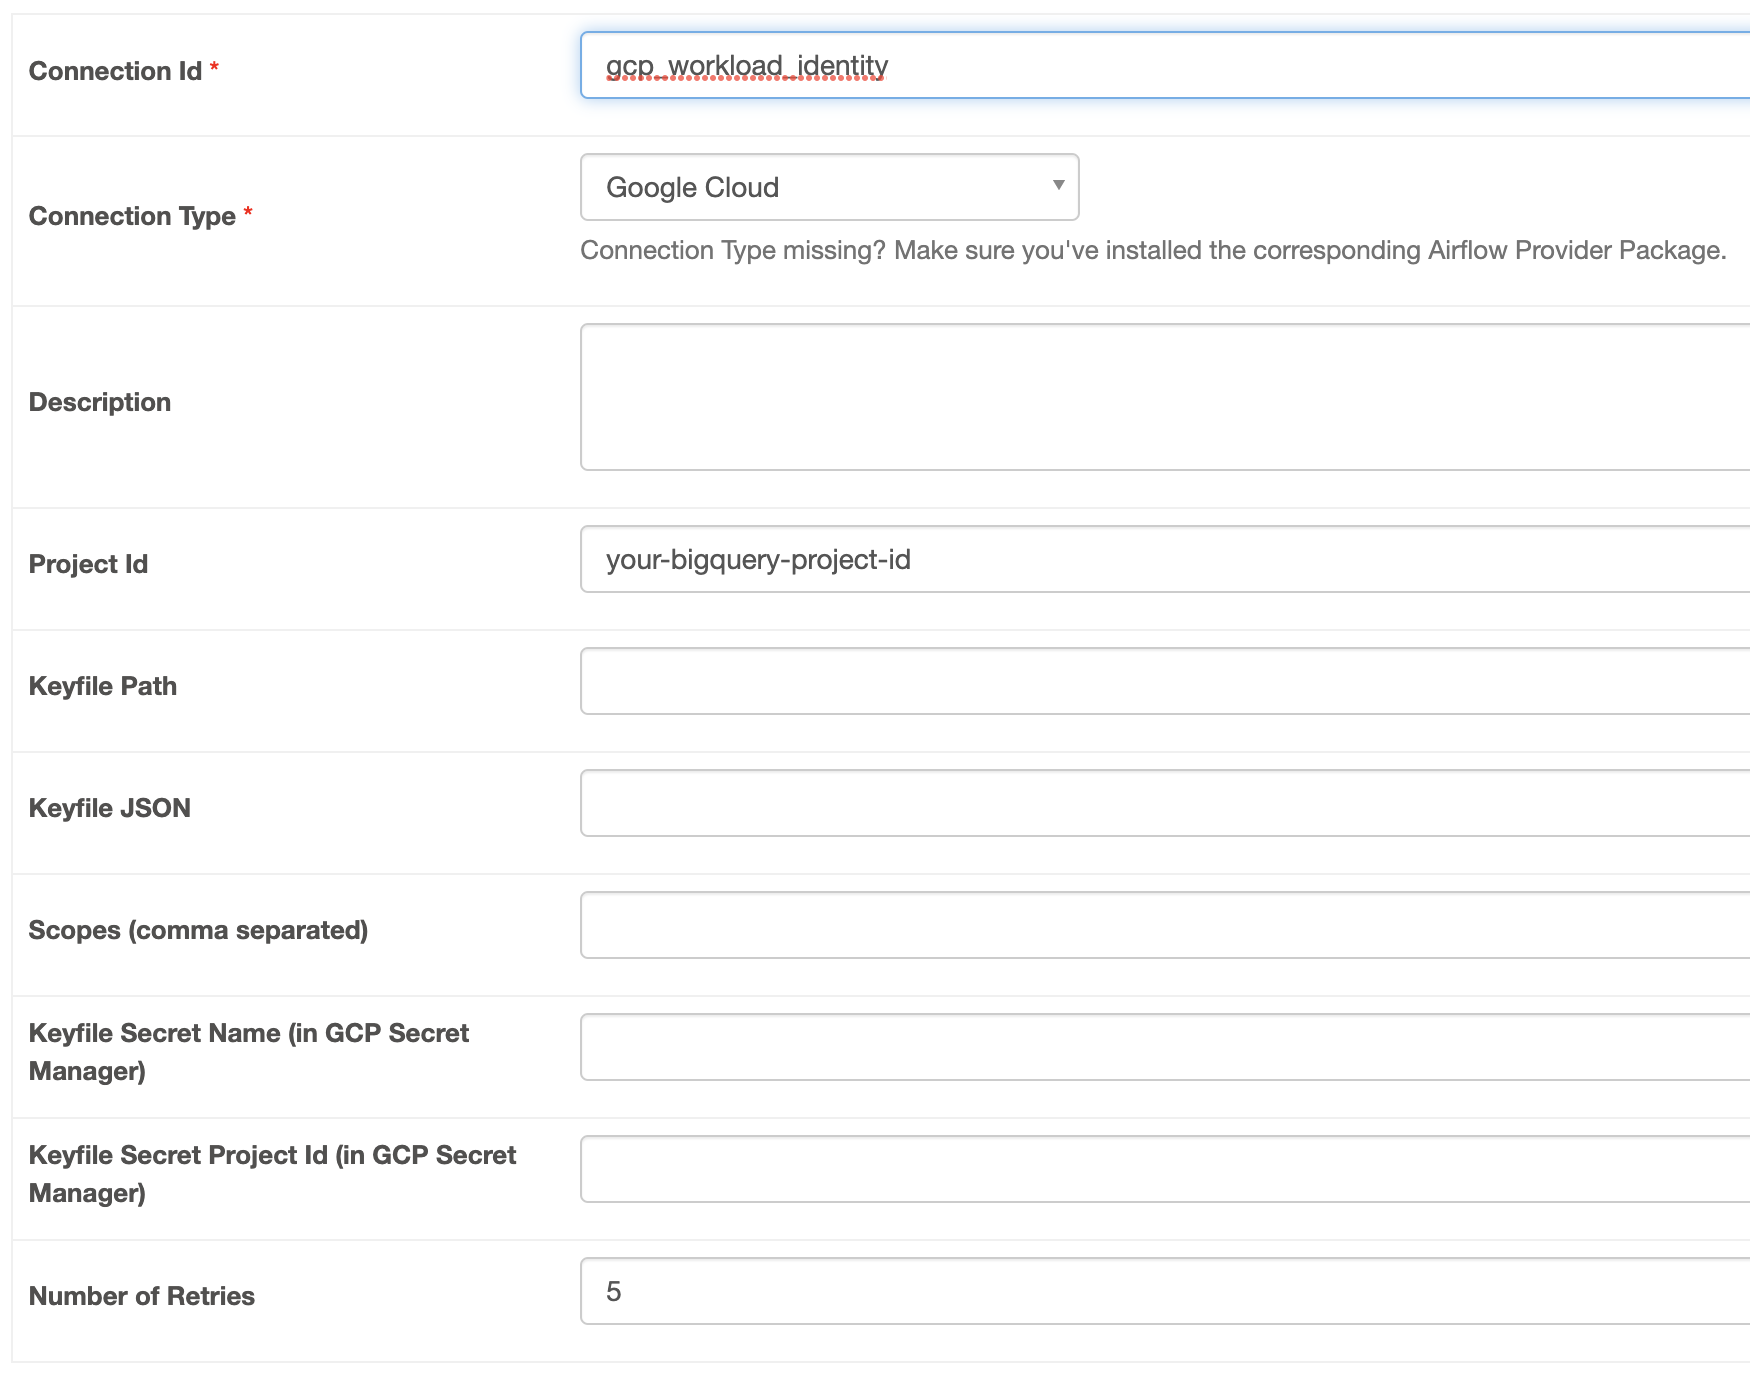 Connection Id *
gcp_workload_identity
Connection Type *
Google Cloud
Connection Type missing? Make sure you've installed the corresponding Airflow Provider Package.
Description
Project Id
your-bigquery-project-id
Keyfile Path
Keyfile JSON
Scopes (comma separated)
Keyfile Secret Name (in GCP Secret
Manager)
Keyfile Secret Project Id (in GCP Secret
Manager)
Number of Retries
5